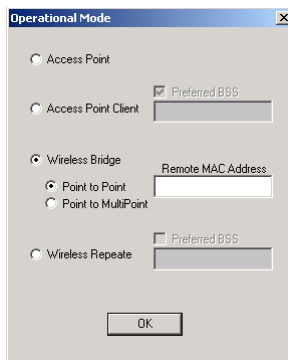 Operational Mode
Access Point
Preferred BSS
Access Point Client
Wireless Bridge
Remote MAC Address
Point to Point
Point to MultiPoint
Preferred BSS
Wireless Repeate
OK